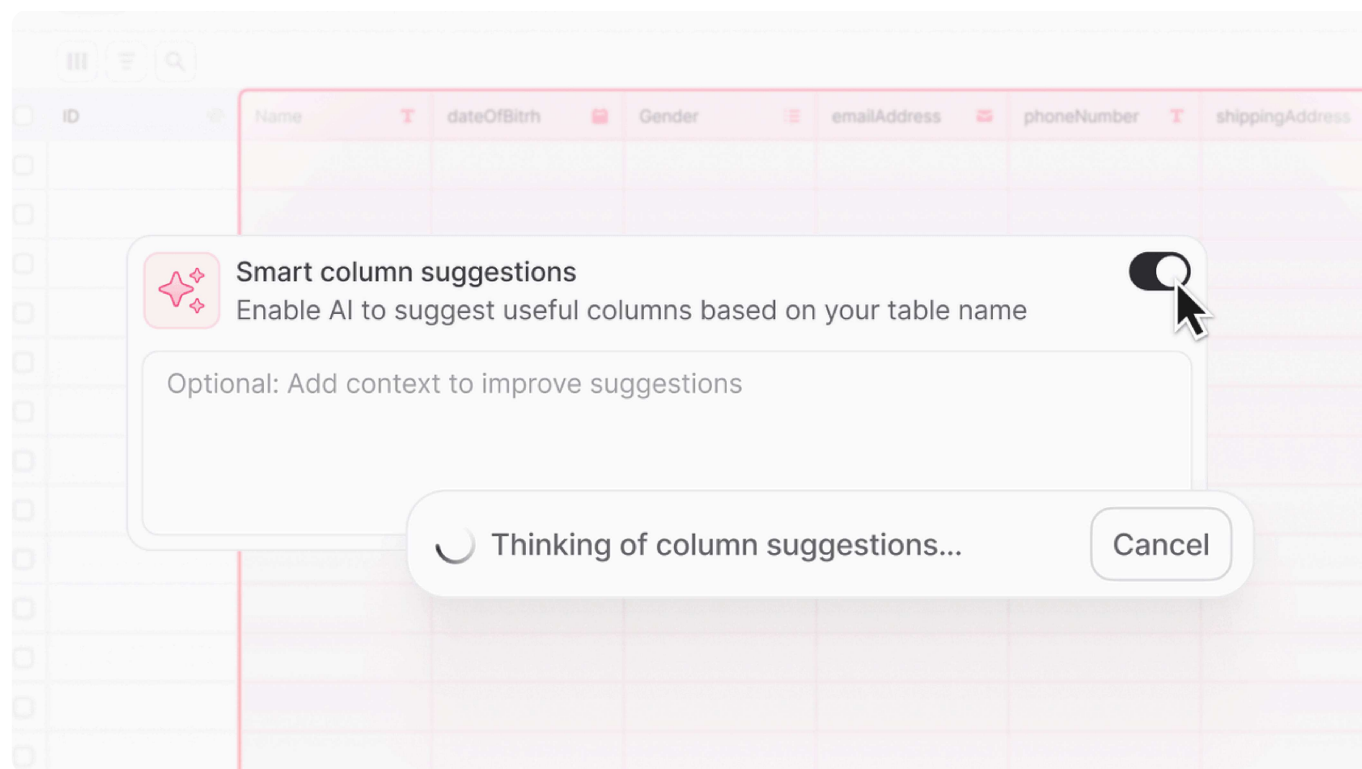 ID
Name
dateOfBitrh
Gender
emailAddress
phoneNumber
shippingAddress
Smart column suggestions
Enable AI to suggest useful columns based on your table name
Optional: Add context to improve suggestions
Thinking of column suggestions...
Cancel